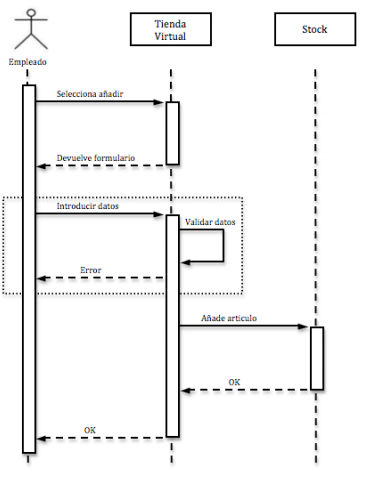 Tienda
Virtual
Stock
Empleado
Selecciona añadir
Devuelve formulario
Introducir datos
Validar datos
Error
Añade articulo
OK
OK